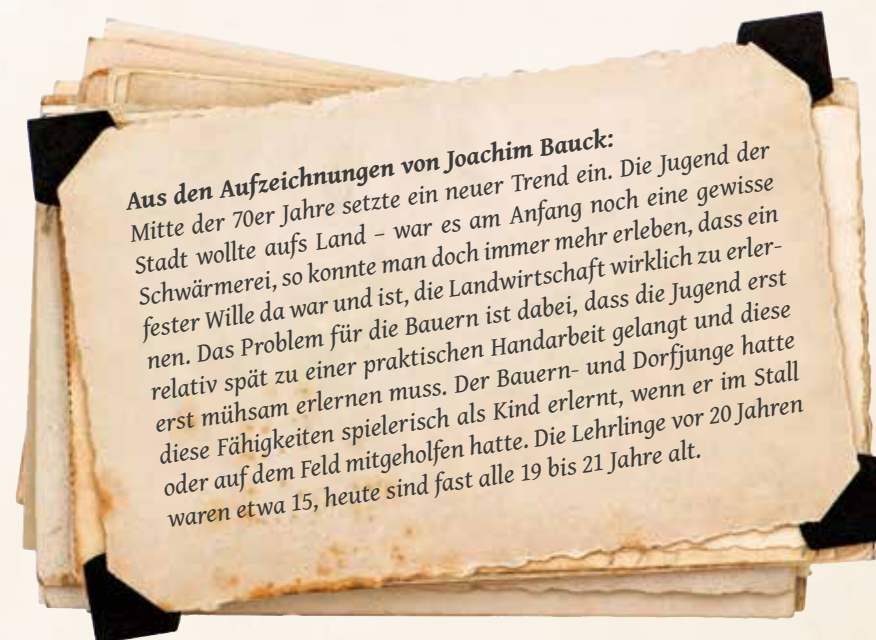 Aus den Aufzeichnungen von Joachim Bauck:
Mitte der 70er Jahre setzte ein neuer Trend ein. Die Jugend der
Stadt wollte aufs Land – war es am Anfang noch eine gewisse
Schwärmerei, so konnte man doch immer mehr erleben, dass ein
fester Wille da war und ist, die Landwirtschaft wirklich zu erler-
nen. Das Problem für die Bauern ist dabei, dass die Jugend erst
relativ spät zu einer praktischen Handarbeit gelangt und diese
erst mühsam erlernen muss. Der Bauern- und Dorfjunge hatte
diese Fähigkeiten spielerisch als Kind erlernt, wenn er im Stall
oder auf dem Feld mitgeholfen hatte. Die Lehrlinge vor 20 Jahren
waren etwa 15, heute sind fast alle 19 bis 21 Jahre alt.